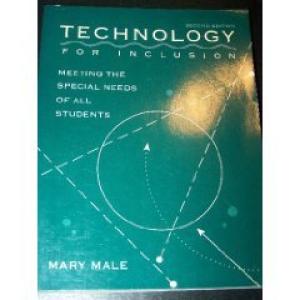 SECOND EDITION
TECHNOLOGY
FOR INCLUSION
MEETING THE
SPECIAL NEEDS
OF ALL
STUDENTS
MARY MALE